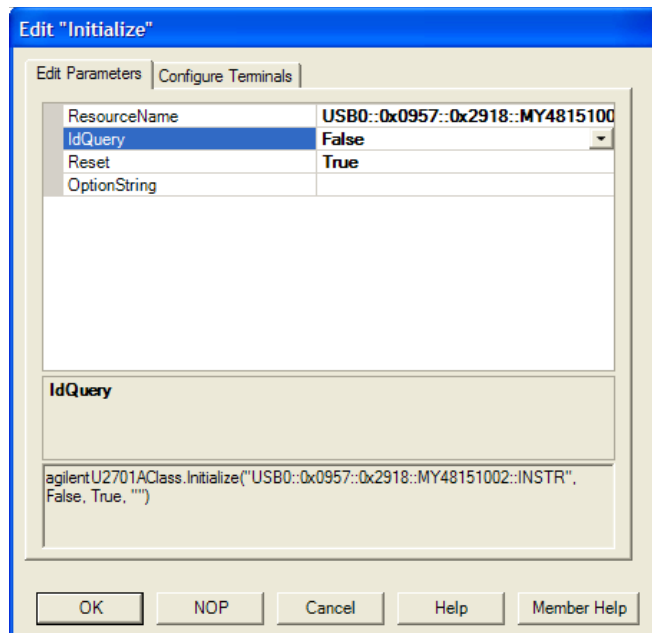 Edit "Initialize"
Edit Parameters Configure Terminals
ResourceName USB0::0x0957::0x2918::MY4815100
IdQuery False
Reset True
OptionString
IdQuery
agilentU2701AClass.Initialize("USB0::0x0957::0x2918::MY48151002::INSTR",
False, True, "")
OK NOP Cancel Help Member Help